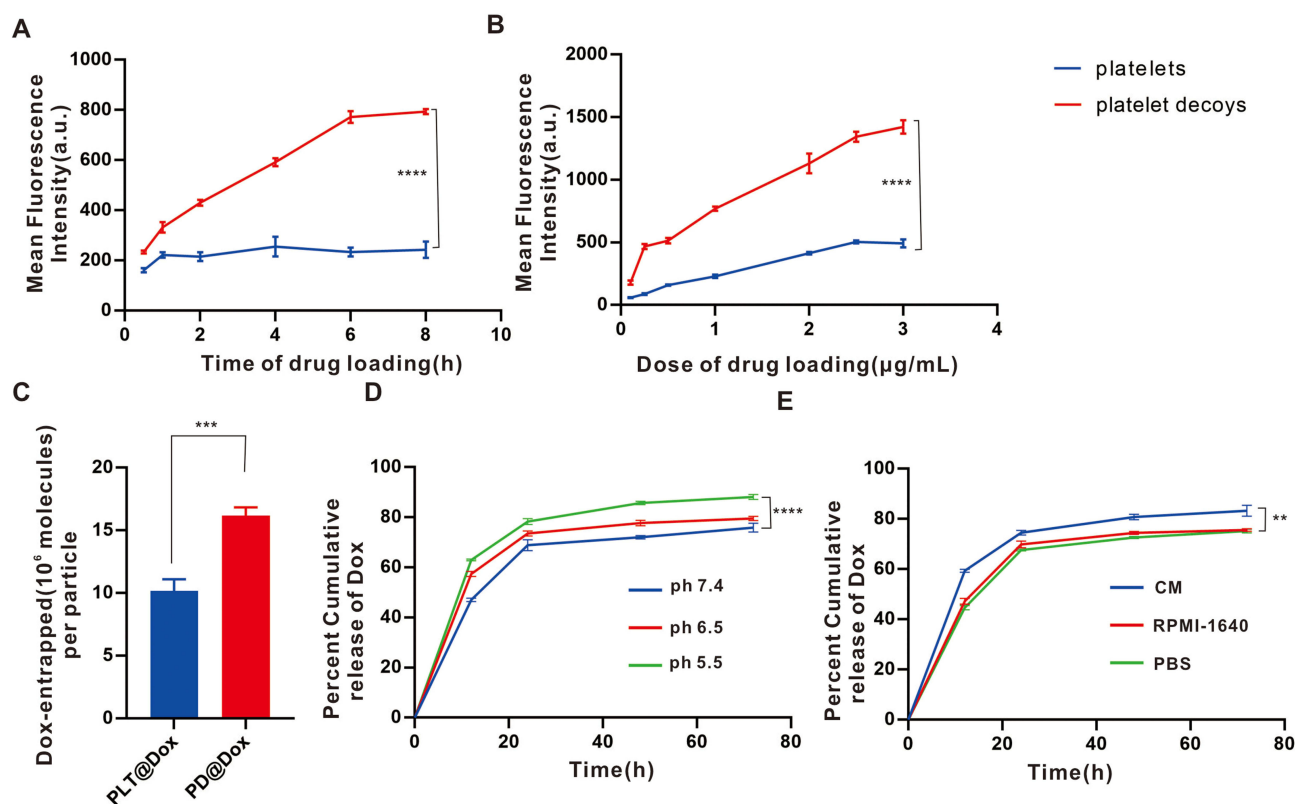 A
Mean Fluorescence
Intensity(a.u.)
1000
800
600
400
200
0
0
2
4
6
8
10
Time of drug loading(h)
****
B
Mean Fluorescence
Intensity(a.u.)
2000
1500
1000
500
0
0
1
2
3
4
Dose of drug loading(µg/mL)
****
platelets
platelet decoys
C
Dox-entrapped(10⁶ molecules)
per particle
20
15
10
5
0
PLT@Dox
PD@Dox
***
D
Percent Cumulative
release of Dox
100
80
60
40
20
0
0
20
40
60
80
Time(h)
****
ph 7.4
ph 6.5
ph 5.5
E
Percent Cumulative
release of Dox
100
80
60
40
20
0
0
20
40
60
80
Time(h)
**
CM
RPMI-1640
PBS